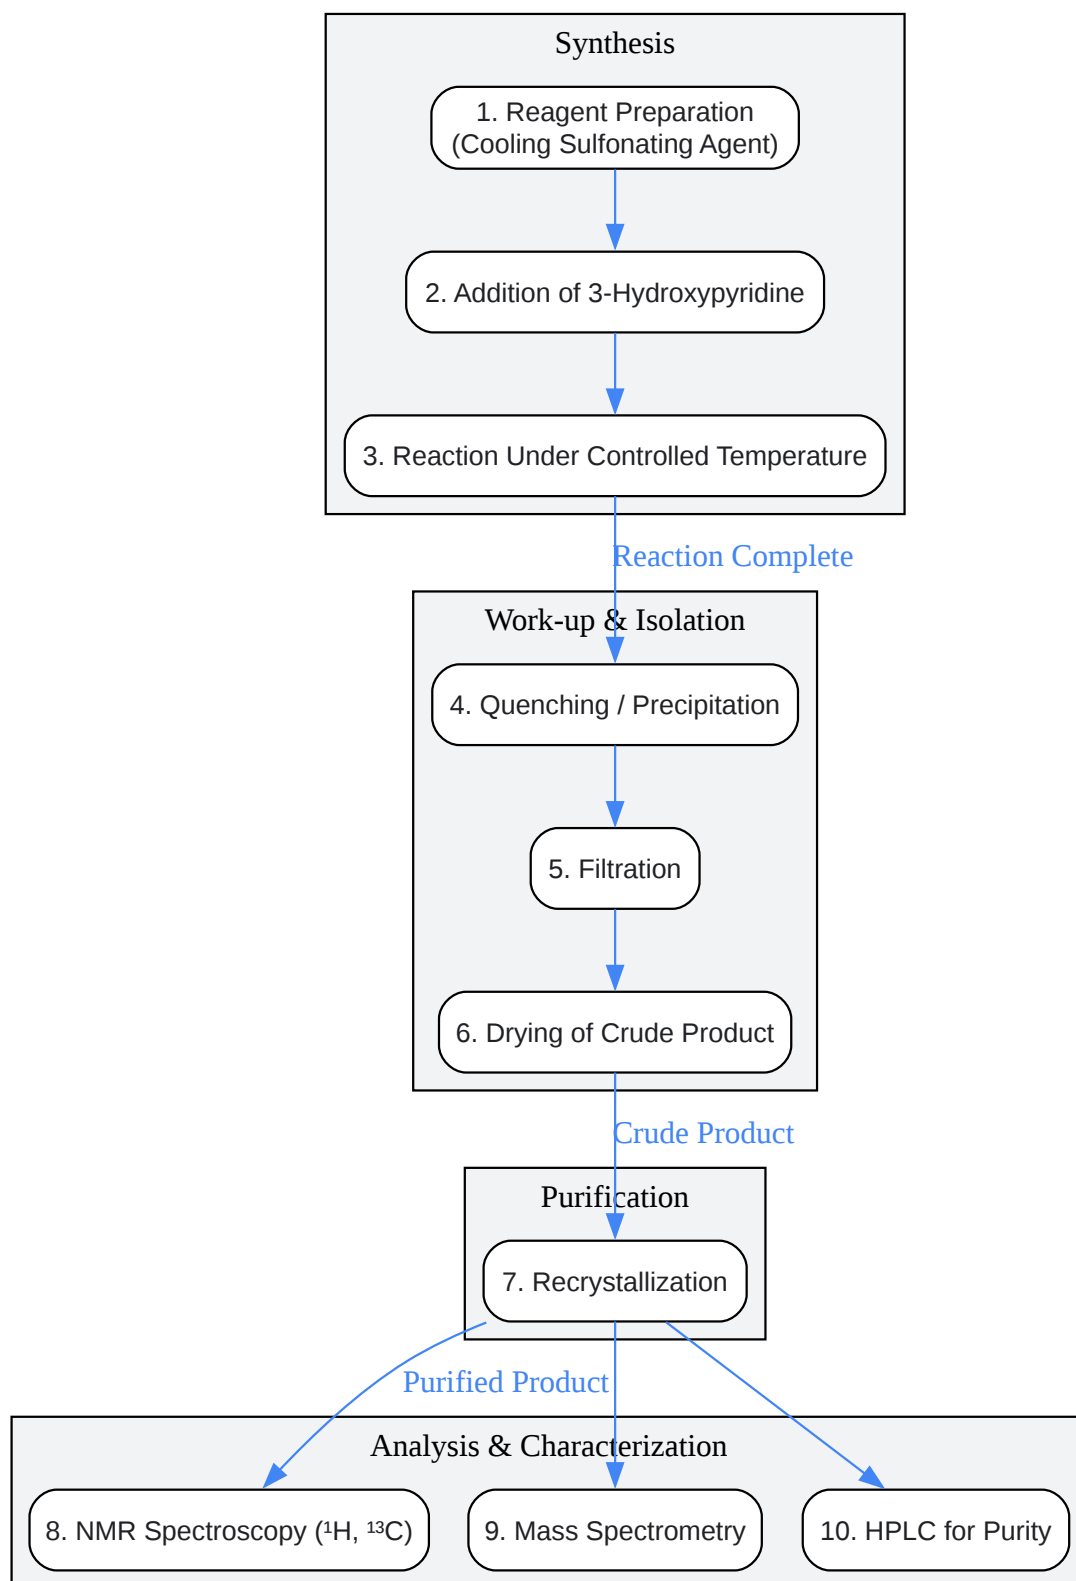 Synthesis
1. Reagent Preparation
(Cooling Sulfonating Agent)
2. Addition of 3-Hydroxypyridine
3. Reaction Under Controlled Temperature
Reaction Complete
Work-up & Isolation
4. Quenching / Precipitation
5. Filtration
6. Drying of Crude Product
Crude Product
Purification
7. Recrystallization
Purified Product
Analysis & Characterization
8. NMR Spectroscopy (¹H, ¹³C)
9. Mass Spectrometry
10. HPLC for Purity